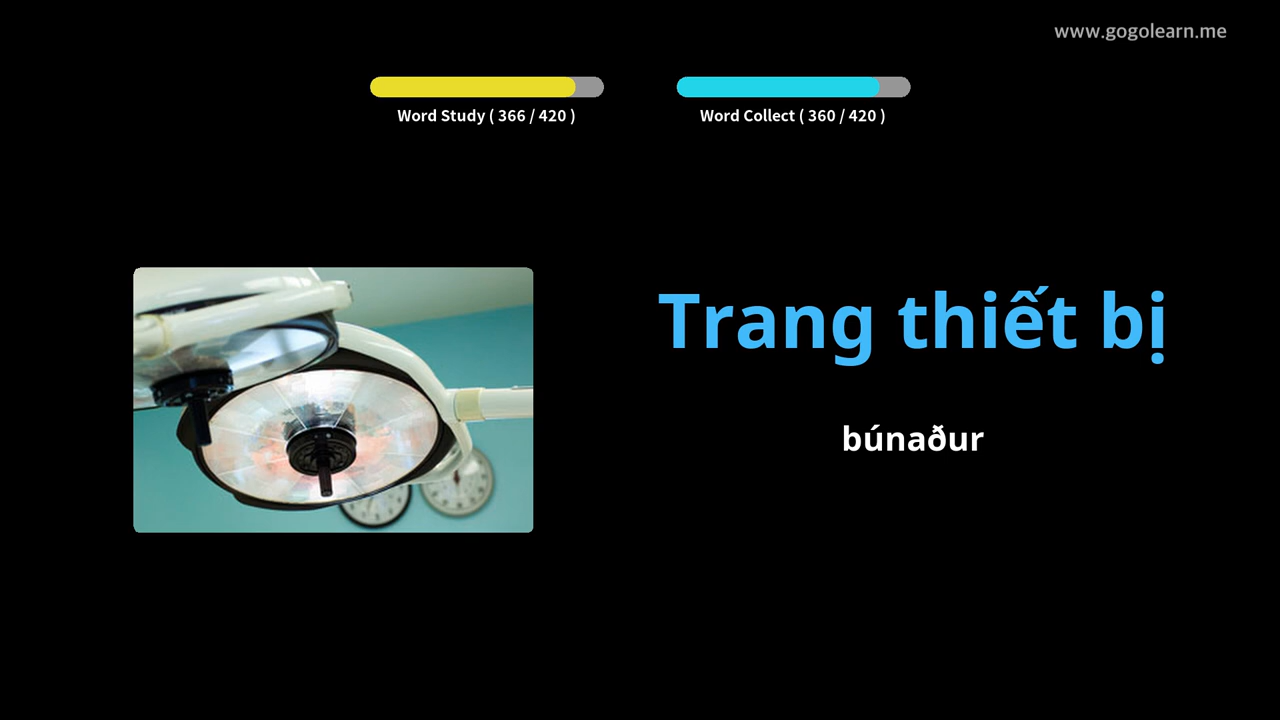 www.gogolearn.me
Word Study ( 366 / 420 )
Word Collect ( 360 / 420 )
Trang thiết bị
búnaður